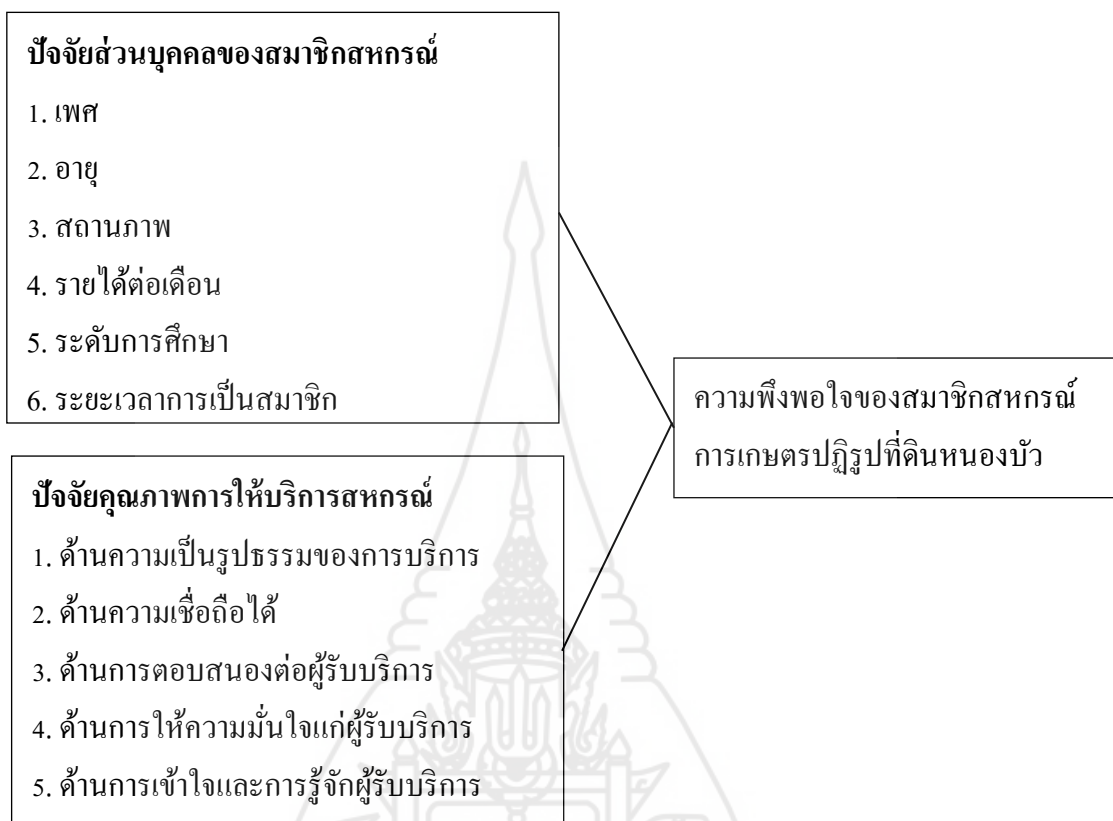 ปัจจัยส่วนบุคคลของสมาชิกสหกรณ์
1. เพศ
2. อายุ
3. สถานภาพ
4. รายได้ต่อเดือน
5. ระดับการศึกษา
6. ระยะเวลาการเป็นสมาชิก
ความพึงพอใจของสมาชิกสหกรณ์
การเกษตรปฏิรูปที่ดินหนองบัว
ปัจจัยคุณภาพการให้บริการสหกรณ์
1. ด้านความเป็นรูปธรรมของการบริการ
2. ด้านความเชื่อถือได้
3. ด้านการตอบสนองต่อผู้รับบริการ
4. ด้านการให้ความมั่นใจแก่ผู้รับบริการ
5. ด้านการเข้าใจและการรู้จักผู้รับบริการ